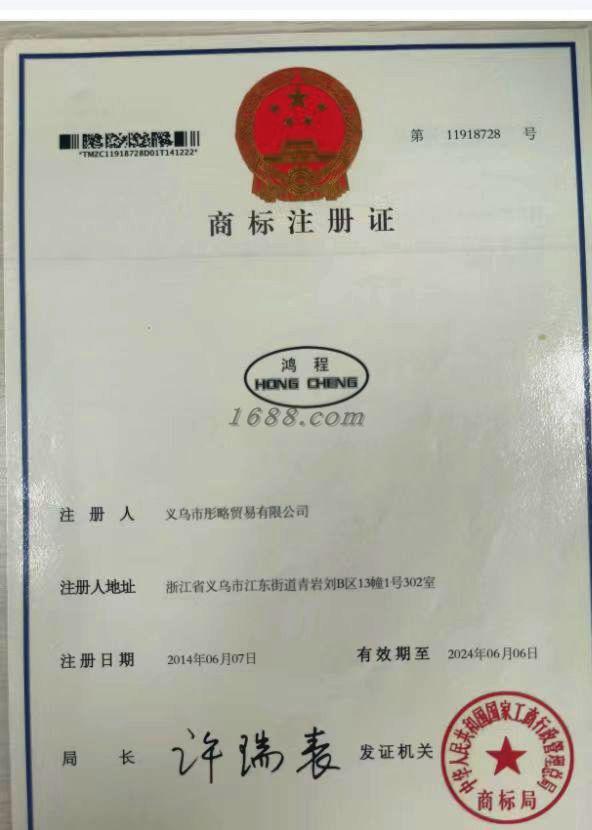 第 11918728 号
*TMZC11918728D01T141222*
商标注册证
鸿程
HONG CHENG
1688.com
注册人 义乌市彤略贸易有限公司
注册人地址 浙江省义乌市江东街道青岩刘B区13幢1号302室
注册日期 2014年06月07日 有效期至 2024年06月06日
局长 许瑞表 发证机关
中华人民共和国国家工商行政管理总局
商标局